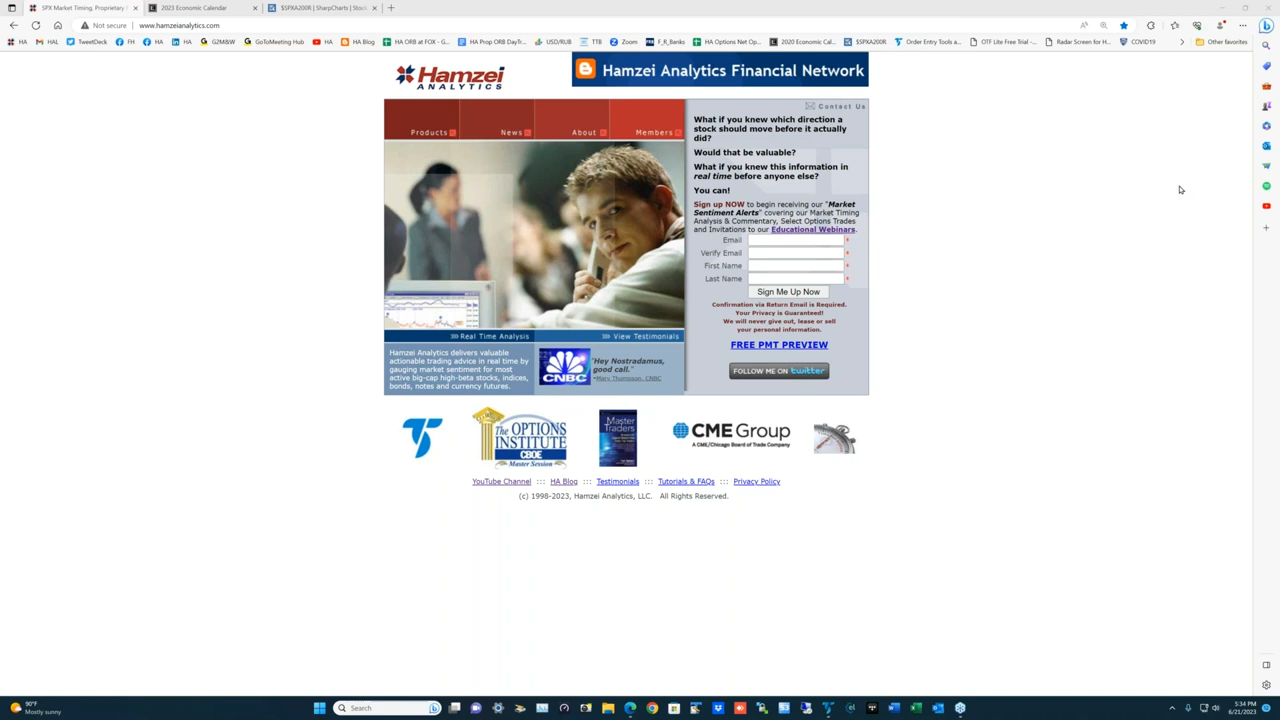 SPX Market Timing, Proprietary
2023 Economic Calendar
$SPXA200R | SharpCharts | Stock
Not secure
www.hamzeianalytics.com
HA
HAL
TweetDeck
FH
HA
HA
G2M&W
GoToMeeting Hub
HA
HA Blog
HA ORB at.FOX - G...
HA Prop ORB DayTr...
USD/RUB
TTB
Zoom
F_R_Banks
HA Options Net Op...
2020 Economic Cal...
$SPXA200R
Order Entry Tools a...
OTF Lite Free Trial -...
Radar Screen for H...
COVID19
Other favorites
Hamzei
ANALYTICS
Hamzei Analytics Financial Network
Products
News
About
Members
Contact Us
What if you knew which direction a
stock should move before it actually
did?
Would that be valuable?
What if you knew this information in
real time before anyone else?
You can!
Sign up NOW to begin receiving our "Market
Sentiment Alerts" covering our Market Timing
Analysis & Commentary, Select Options Trades
and Invitations to our Educational Webinars.
Email *
Verify Email *
First Name *
Last Name *
Sign Me Up Now
Confirmation via Return Email is Required.
Your Privacy is Guaranteed!
We will never give out, lease or sell
your personal information.
FREE PMT PREVIEW
FOLLOW ME ON twitter
Real Time Analysis
View Testimonials
Hamzei Analytics delivers valuable
actionable trading advice in real time by
gauging market sentiment for most
active big-cap high-beta stocks, indices,
bonds, notes and currency futures.
CNBC
"Hey Nostradamus,
good call."
•Mary Thompson, CNBC
THE OPTIONS
INSTITUTE
CBOE
Master Session
Master
Traders
CME Group
A CME/Chicago Board of Trade Company
YouTube Channel ::: HA Blog ::: Testimonials ::: Tutorials & FAQs ::: Privacy Policy
(c) 1998-2023, Hamzei Analytics, LLC. All Rights Reserved.
90°F
Mostly sunny
Search
5:34 PM
6/21/2023